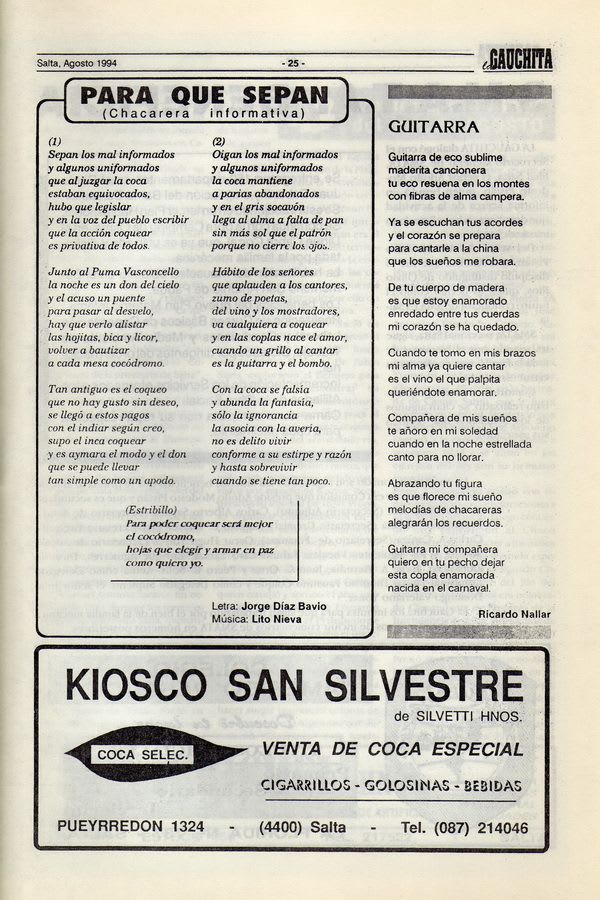 Salta, Agosto 1994
- 25 -
La GAUCHITA
PARA QUE SEPAN
(Chacarera informativa)
(1)
Sepan los mal informados
y algunos uniformados
que al juzgar la coca
estaban equivocados,
hubo que legislar
y en la voz del pueblo escribir
que la acción coquear
es privativa de todos.
Junto al Puma Vasconcello
la noche es un don del cielo
y el acuso un puente
para pasar al desvelo,
hay que verlo alistar
las hojitas, bica y licor,
volver a bautizar
a cada mesa cocódromo.
Tan antiguo es el coqueo
que no hay gusto sin deseo,
se llegó a estos pagos
con el indiar según creo,
supo el inca coquear
y es aymara el modo y el don
que se puede llevar
tan simple como un apodo.
(2)
Oigan los mal informados
y algunos uniformados
la coca mantiene
a parias abandonados
y en el gris socavón
llega al alma a falta de pan
sin más sol que el patrón
porque no cierre los ojos.
Hábito de los señores
que aplauden a los cantores,
zumo de poetas,
del vino y los mostradores,
va cualquiera a coquear
y en las coplas nace el amor,
cuando un grillo al cantar
es la guitarra y el bombo.
Con la coca se falsía
y abunda la fantasía,
sólo la ignorancia
la asocia con la avería,
no es delito vivir
conforme a su estirpe y razón
y hasta sobrevivir
cuando se tiene tan poco.
(Estribillo)
Para poder coquear será mejor
el cocódromo,
hojas que elegir y armar en paz
como quiero yo.
Letra: Jorge Díaz Bavio
Música: Lito Nieva
GUITARRA
Guitarra de eco sublime
maderita cancionera
tu eco resuena en los montes
con fibras de alma campera.
Ya se escuchan tus acordes
y el corazón se prepara
para cantarle a la china
que los sueños me robara.
De tu cuerpo de madera
es que estoy enamorado
enredado entre tus cuerdas
mi corazón se ha quedado.
Cuando te tomo en mis brazos
mi alma ya quiere cantar
es el vino el que palpita
queriéndote enamorar.
Compañera de mis sueños
te añoro en mi soledad
cuando en la noche estrellada
canto para no llorar.
Abrazando tu figura
es que florece mi sueño
melodías de chacareras
alegrarán los recuerdos.
Guitarra mi compañera
quiero en tu pecho dejar
esta copla enamorada
nacida en el carnaval.
Ricardo Nallar
KIOSCO SAN SILVESTRE
de SILVETTI HNOS.
COCA SELEC.
VENTA DE COCA ESPECIAL
CIGARRILLOS - GOLOSINAS - BEBIDAS
PUEYRREDON 1324 - (4400) Salta - Tel. (087) 214046